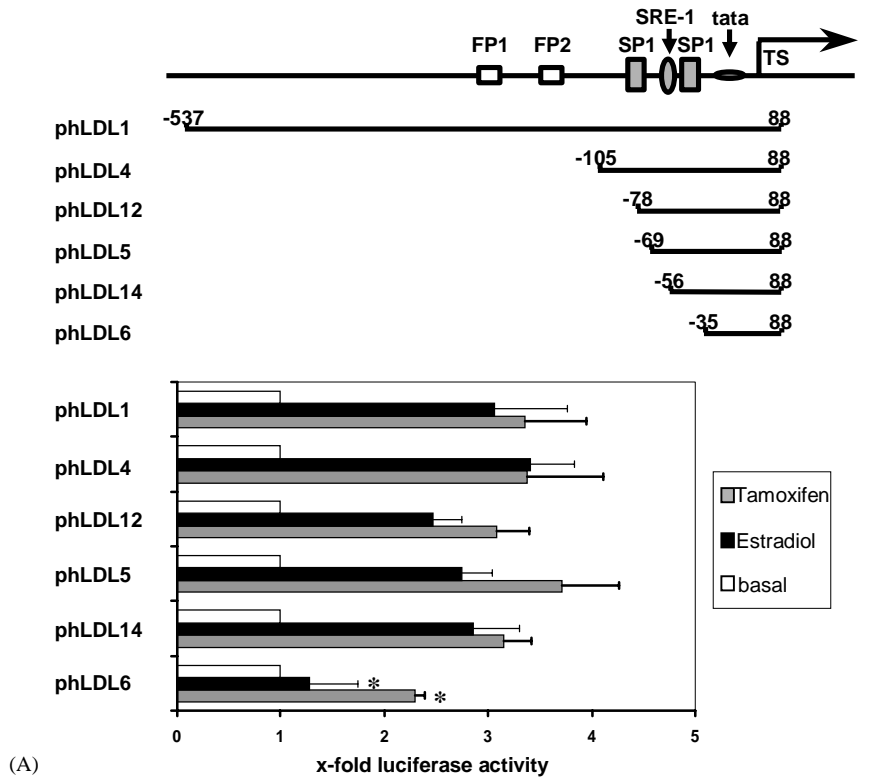 SRE-1 tata
FP1 FP2 SP1 SP1
TS
-537 88
phLDL1
-105 88
phLDL4
-78 88
phLDL12
-69 88
phLDL5
-56 88
phLDL14
-35 88
phLDL6
phLDL1
phLDL4
phLDL12
phLDL5
phLDL14
phLDL6
* 
*
Tamoxifen
Estradiol
basal
0 1 2 3 4 5
(A) x-fold luciferase activity